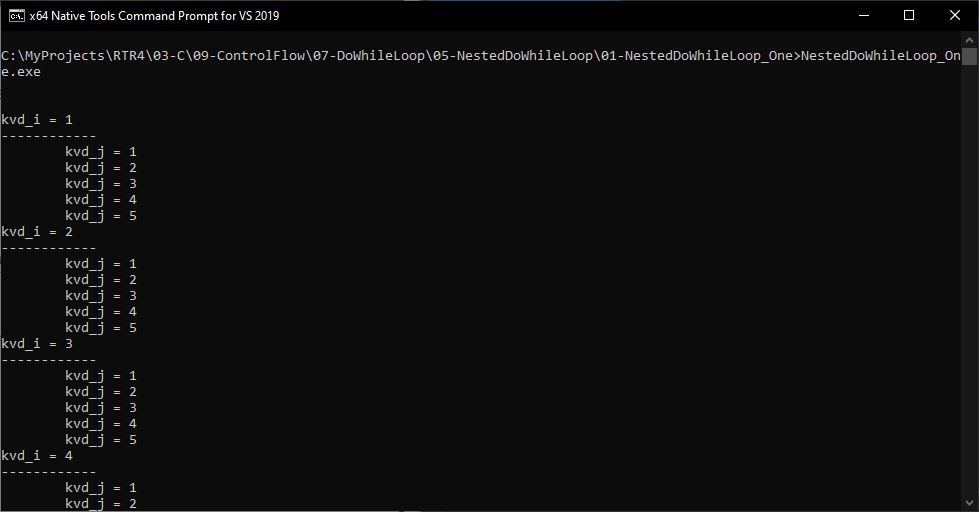 x64 Native Tools Command Prompt for VS 2019
C:\MyProjects\RTR4\03-C\09-ControlFlow\07-DoWhileLoop\05-NestedDoWhileLoop\01-NestedDoWhileLoop_One>NestedDoWhileLoop_On
e.exe
kvd_i = 1
------------
kvd_j = 1
kvd_j = 2
kvd_j = 3
kvd_j = 4
kvd_j = 5
kvd_i = 2
------------
kvd_j = 1
kvd_j = 2
kvd_j = 3
kvd_j = 4
kvd_j = 5
kvd_i = 3
------------
kvd_j = 1
kvd_j = 2
kvd_j = 3
kvd_j = 4
kvd_j = 5
kvd_i = 4
------------
kvd_j = 1
kvd_j = 2